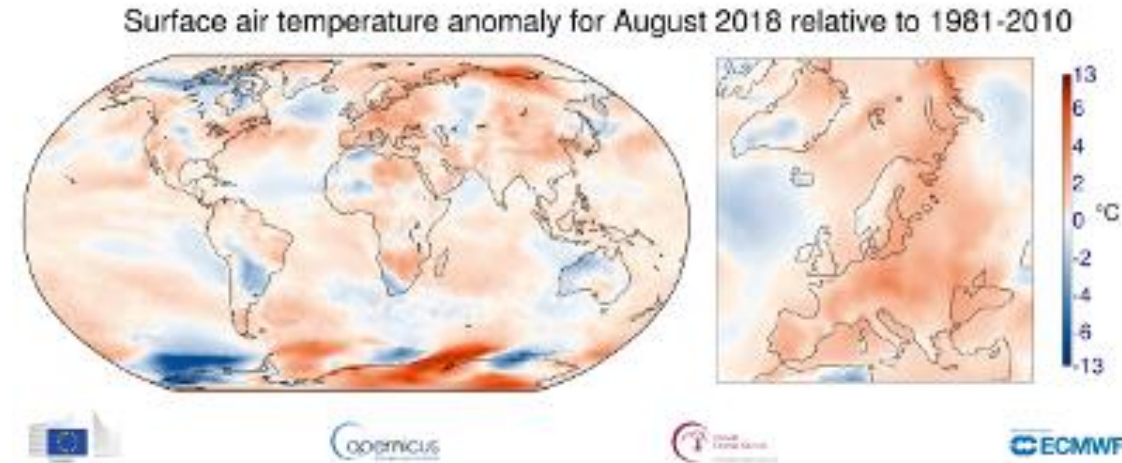 Surface air temperature anomaly for August 2018 relative to 1981-2010
13
6
4
2
0
°C
-2
-4
-6
-13
opernicus
ECMWF